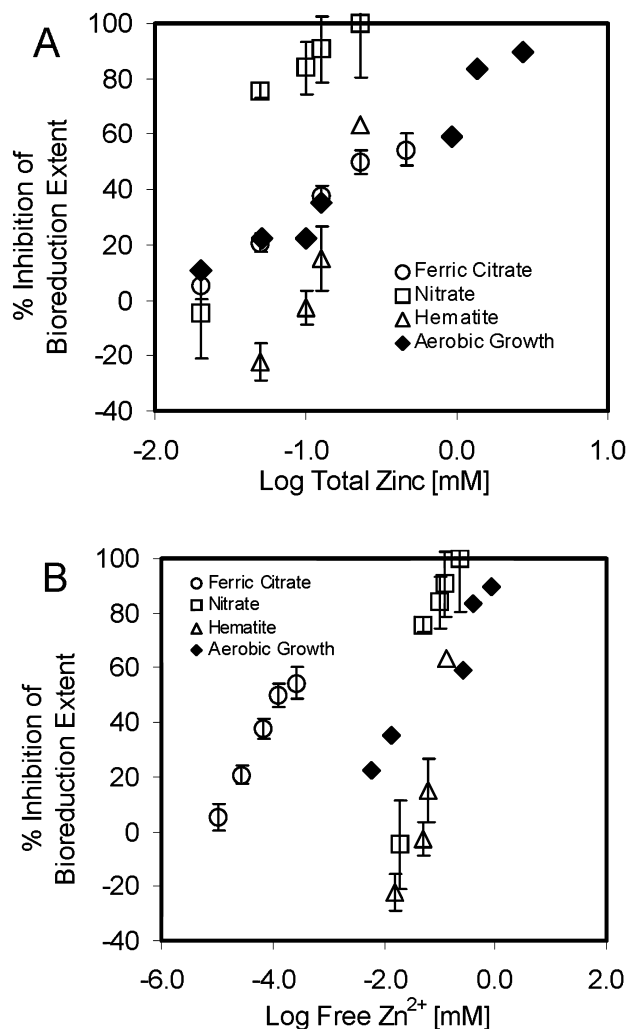 A
% Inhibition of
Bioreduction Extent
100
80
60
40
20
0
-20
-40
Ferric Citrate
Nitrate
Hematite
Aerobic Growth
-2.0 -1.0 0.0 1.0
Log Total Zinc [mM]
B
% Inhibition of
Bioreduction Extent
100
80
60
40
20
0
-20
-40
Ferric Citrate
Nitrate
Hematite
Aerobic Growth
-6.0 -4.0 -2.0 0.0 2.0
Log Free Zn²⁺ [mM]